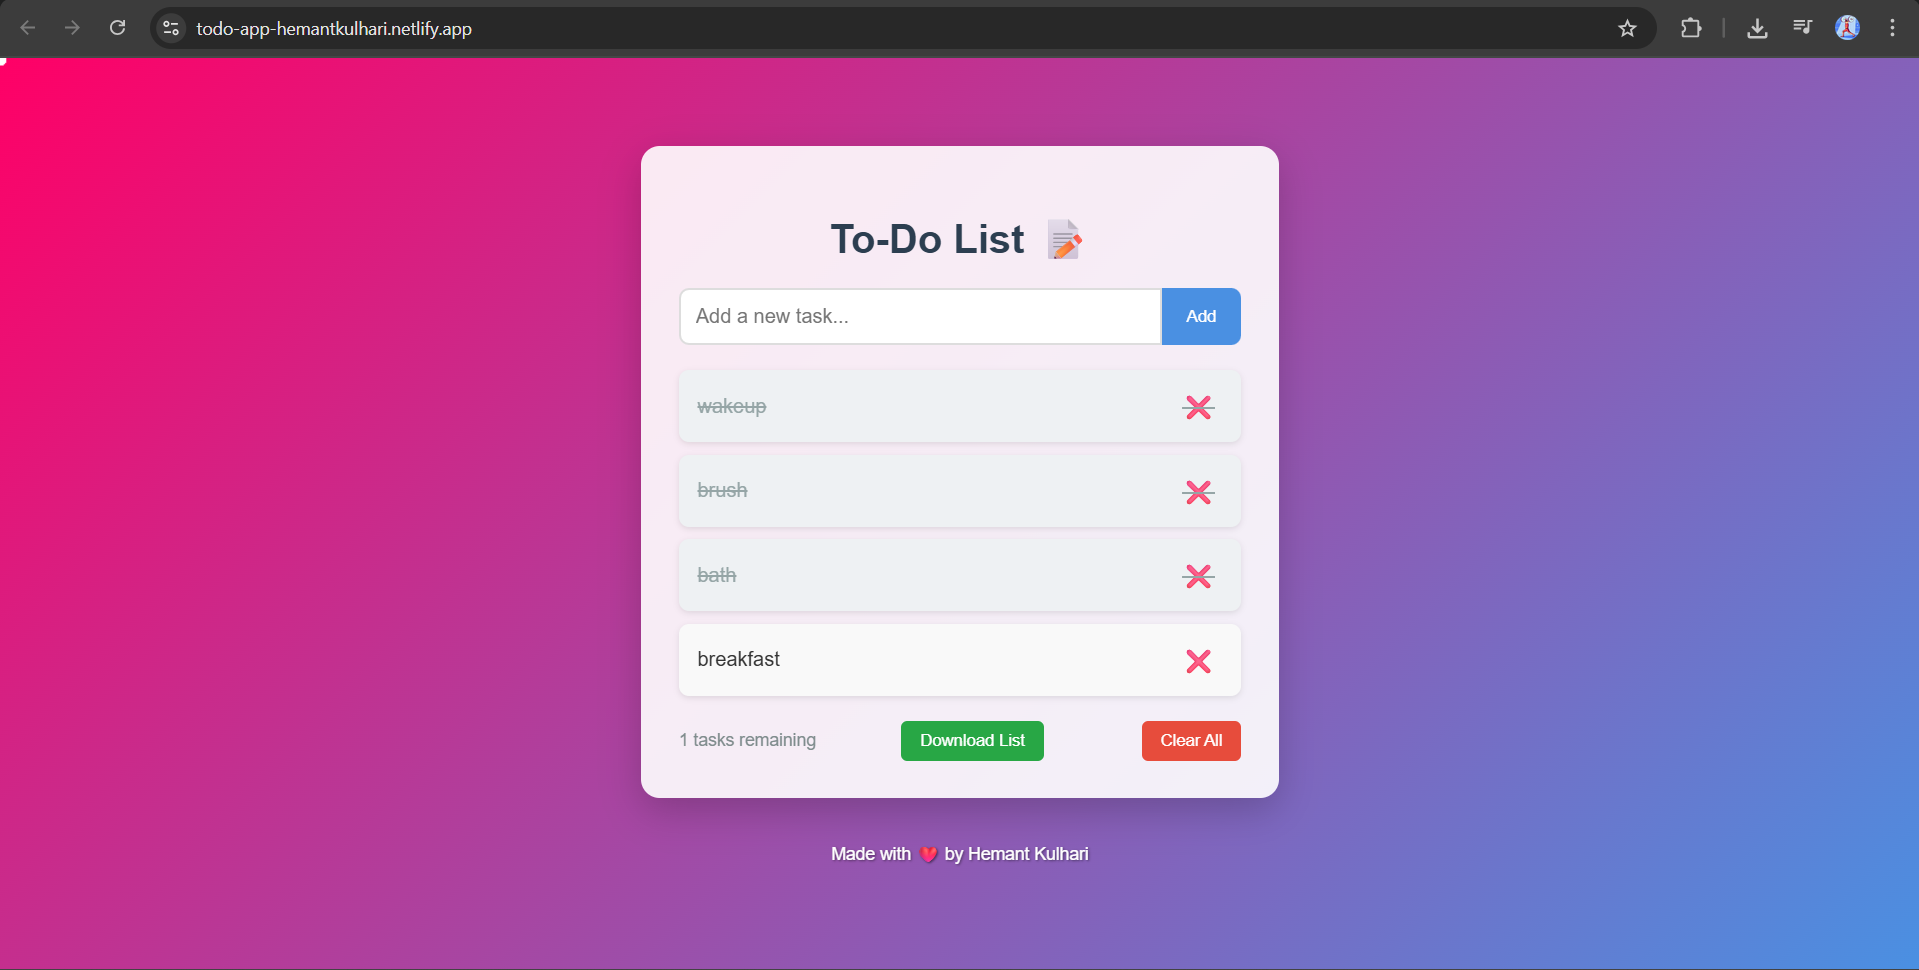 todo-app-hemantkulhari.netlify.app
To-Do List
Add a new task...
Add
wakeup
brush
bath
breakfast
1 tasks remaining
Download List
Clear All
Made with ❤️ by Hemant Kulhari